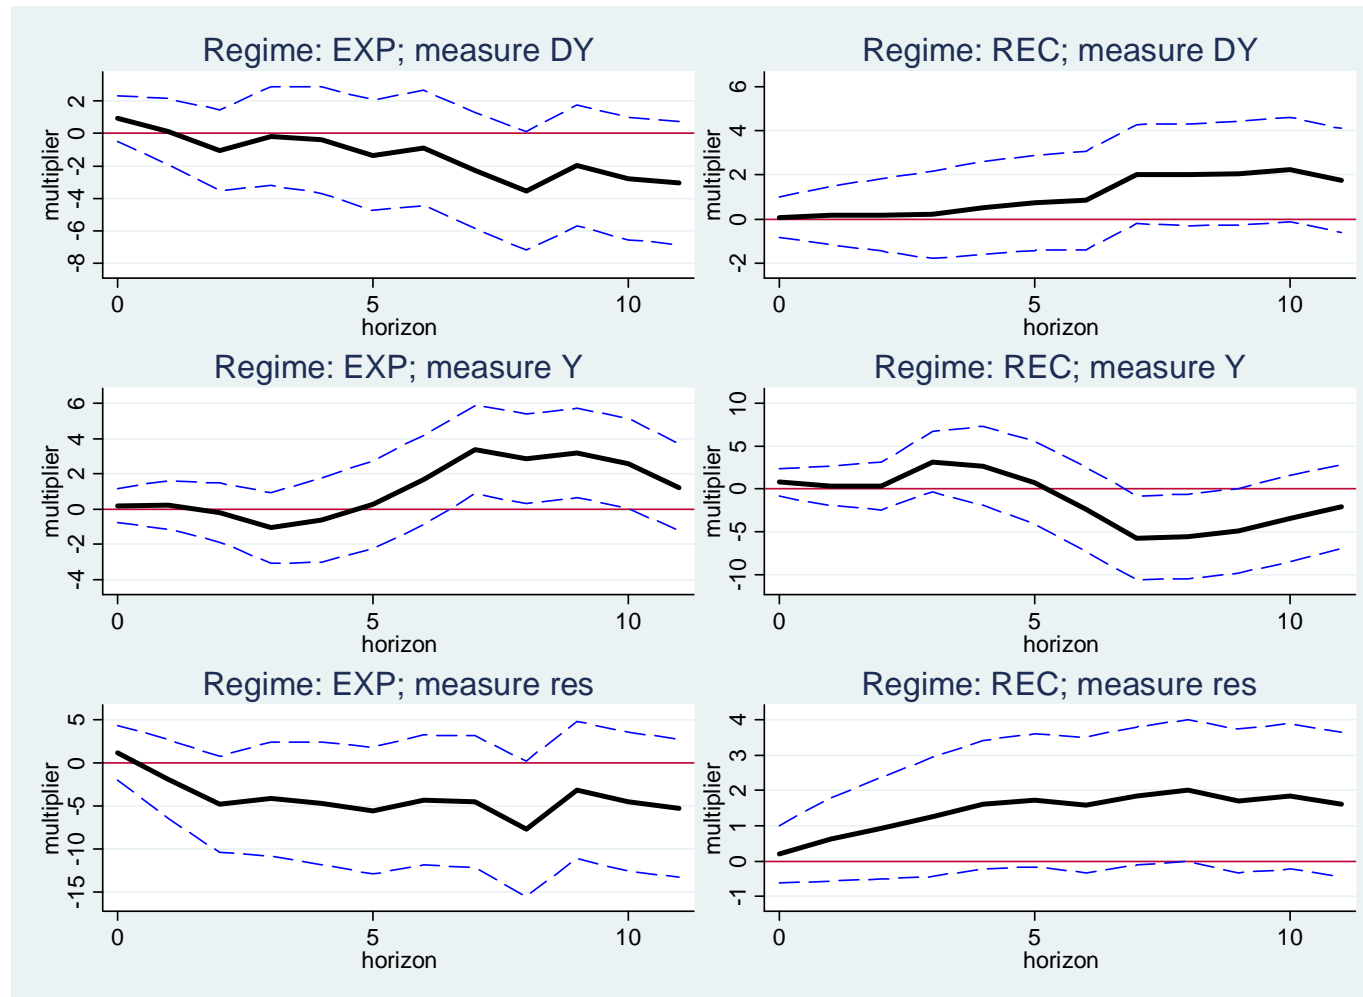 Regime: EXP; measure DY
multiplier
2
0
-2
-4
-6
-8
0
5
10
horizon
Regime: REC; measure DY
multiplier
6
4
2
0
-2
0
5
10
horizon
Regime: EXP; measure Y
multiplier
6
4
2
0
-2
-4
0
5
10
horizon
Regime: REC; measure Y
multiplier
10
5
0
-5
-10
0
5
10
horizon
Regime: EXP; measure res
multiplier
5
0
-5
-10
-15
0
5
10
horizon
Regime: REC; measure res
multiplier
4
3
2
1
0
-1
0
5
10
horizon